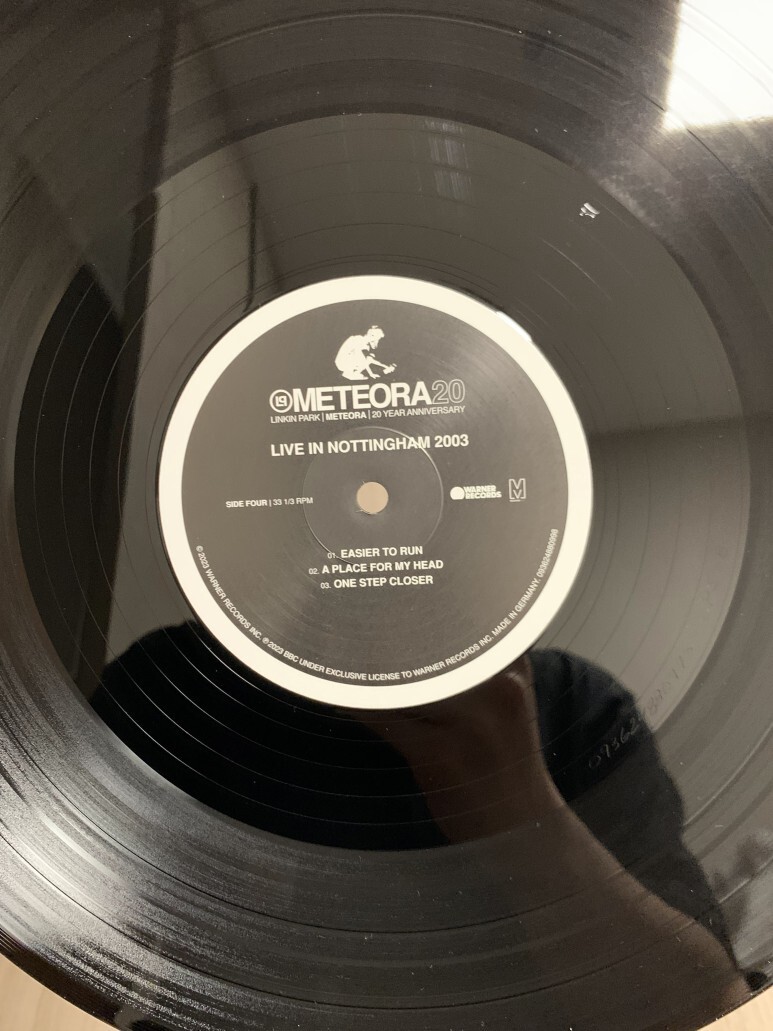 METEORA20
LINKIN PARK | METEORA | 20 YEAR ANNIVERSARY
LIVE IN NOTTINGHAM 2003
SIDE FOUR | 33 1/3 RPM
WARNER RECORDS
01. EASIER TO RUN
02. A PLACE FOR MY HEAD
03. ONE STEP CLOSER
© 2023 WARNER RECORDS INC. ℗ 2023 BBC UNDER EXCLUSIVE LICENSE TO WARNER RECORDS INC. MADE IN GERMANY.